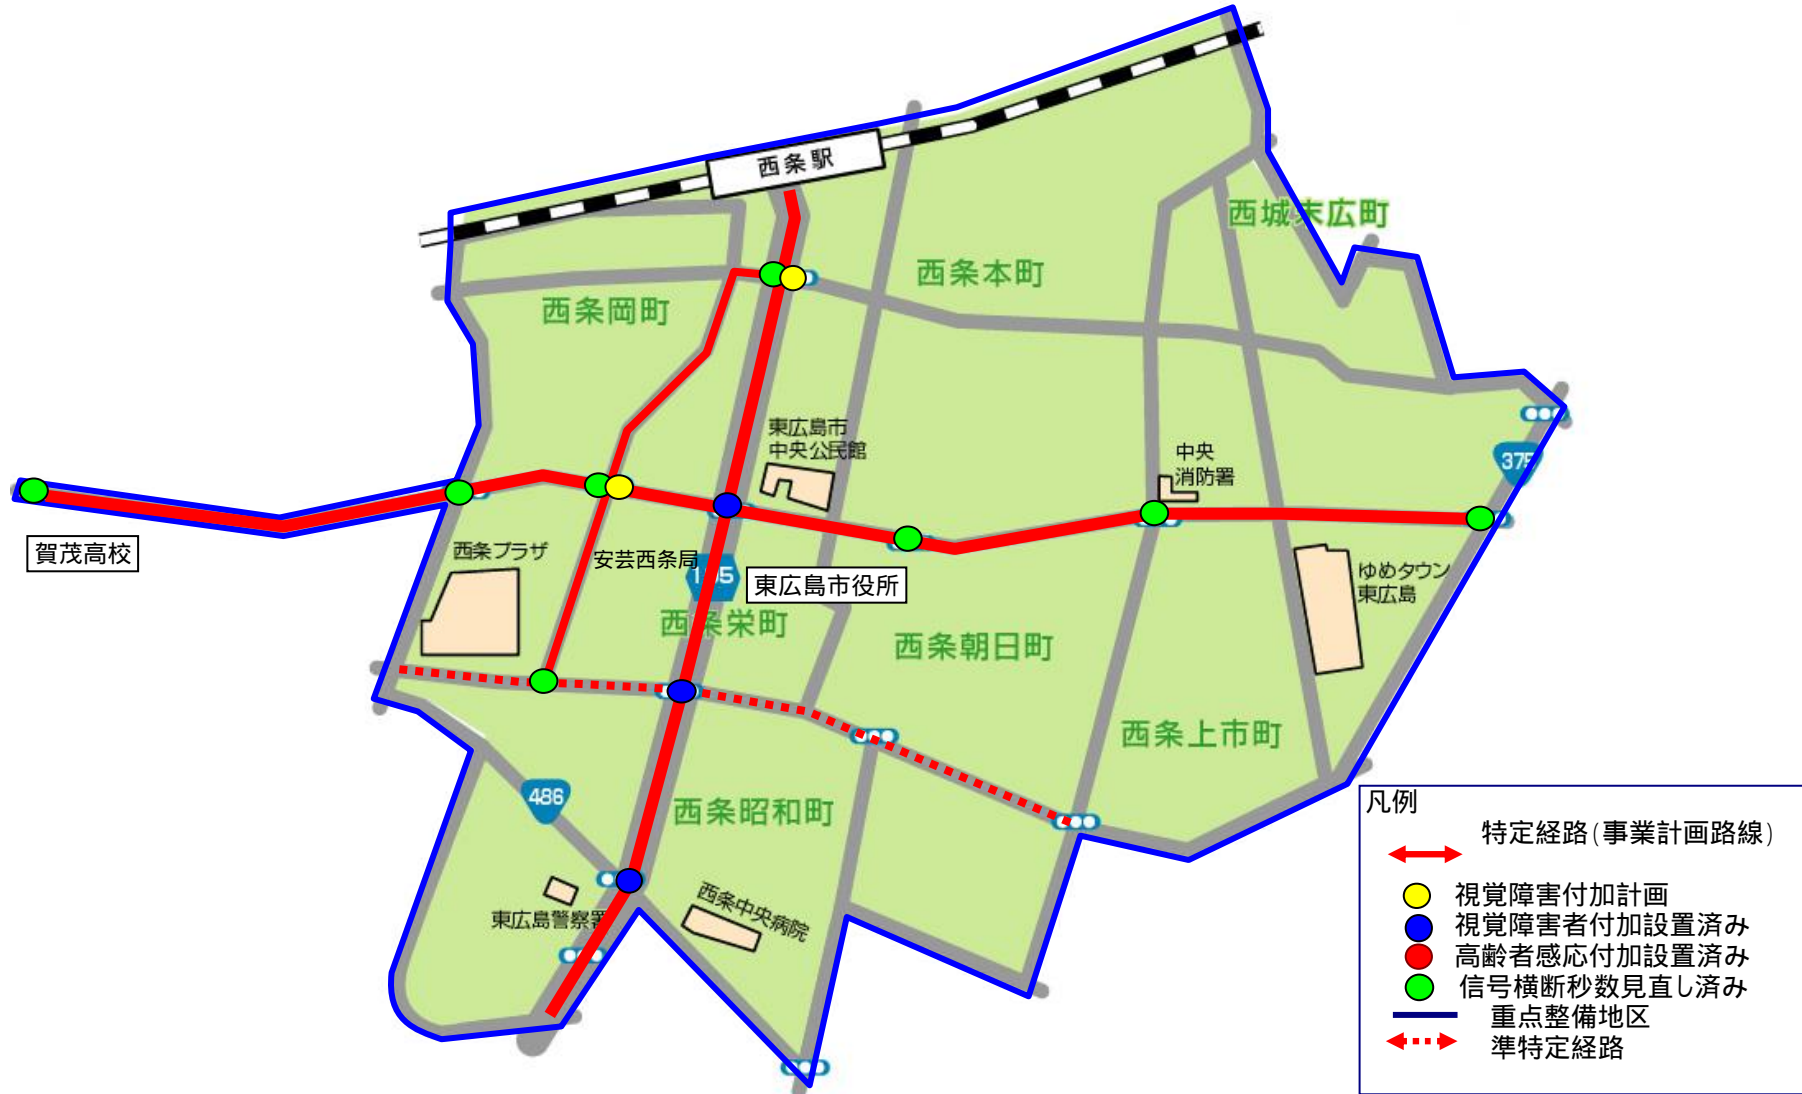 西条駅
西城末広町
西条本町
西条岡町
東広島市
中央公民館
中央
消防署
375
賀茂高校
西条プラザ
安芸西条局
東広島市役所
ゆめタウン
東広島
西条栄町
西条朝日町
西条上市町
486
西条昭和町
西条中央病院
東広島警察署
凡例
特定経路(事業計画路線)
視覚障害付加計画
視覚障害者付加設置済み
高齢者感応付加設置済み
信号横断秒数見直し済み
重点整備地区
準特定経路